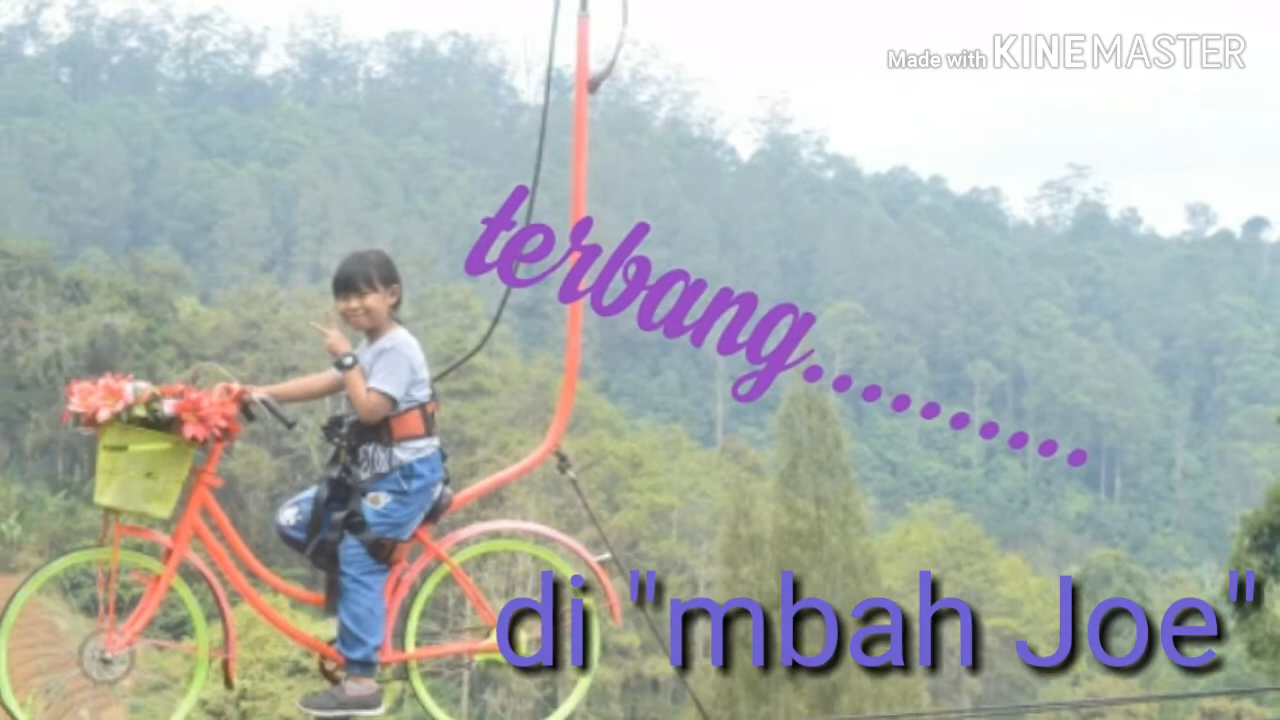 Made with KINEMASTER
terbang..........
di "mbah Joe"